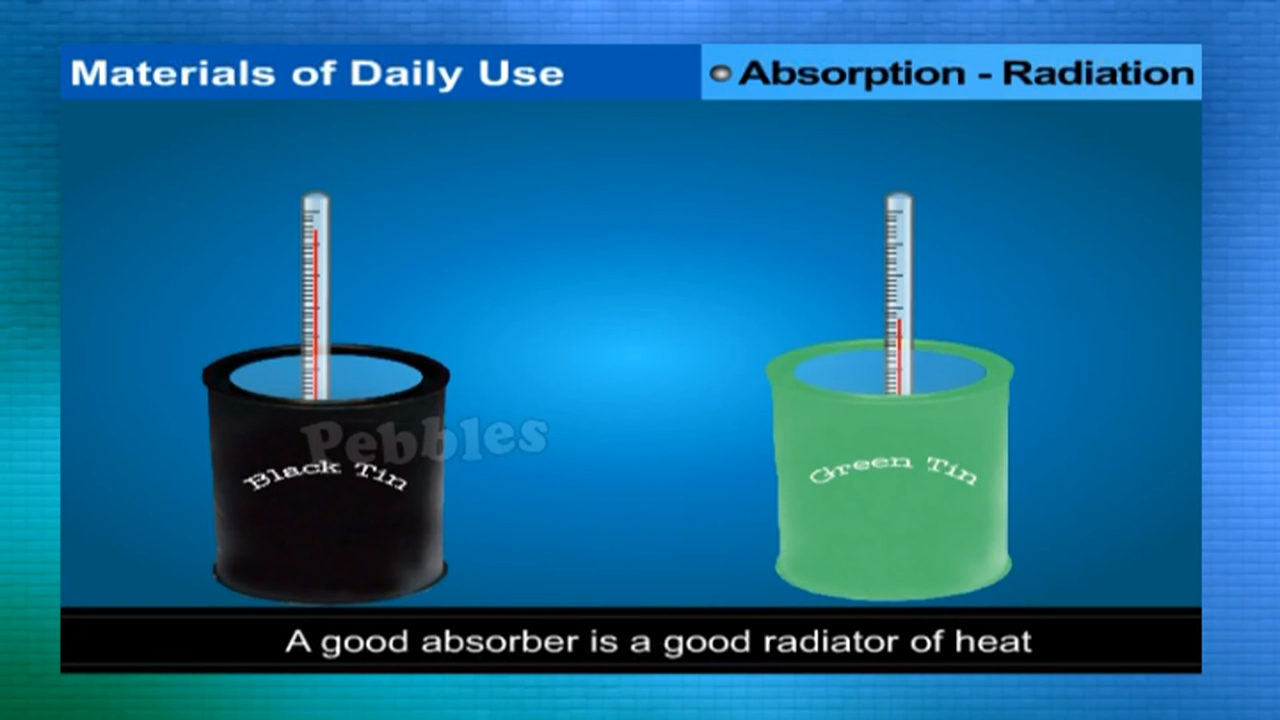 Materials of Daily Use
Absorption - Radiation
Pebbles
Black Tin
Green Tin
A good absorber is a good radiator of heat